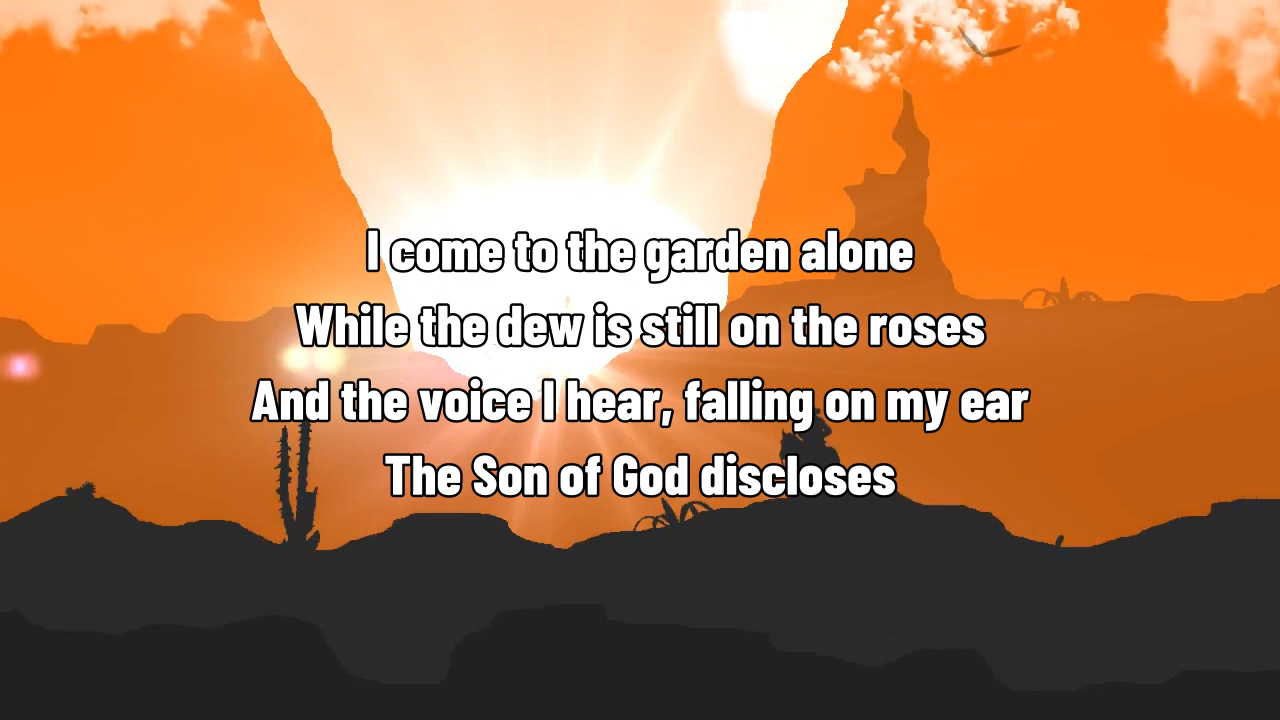 I come to the garden alone
While the dew is still on the roses
And the voice I hear, falling on my ear
The Son of God discloses